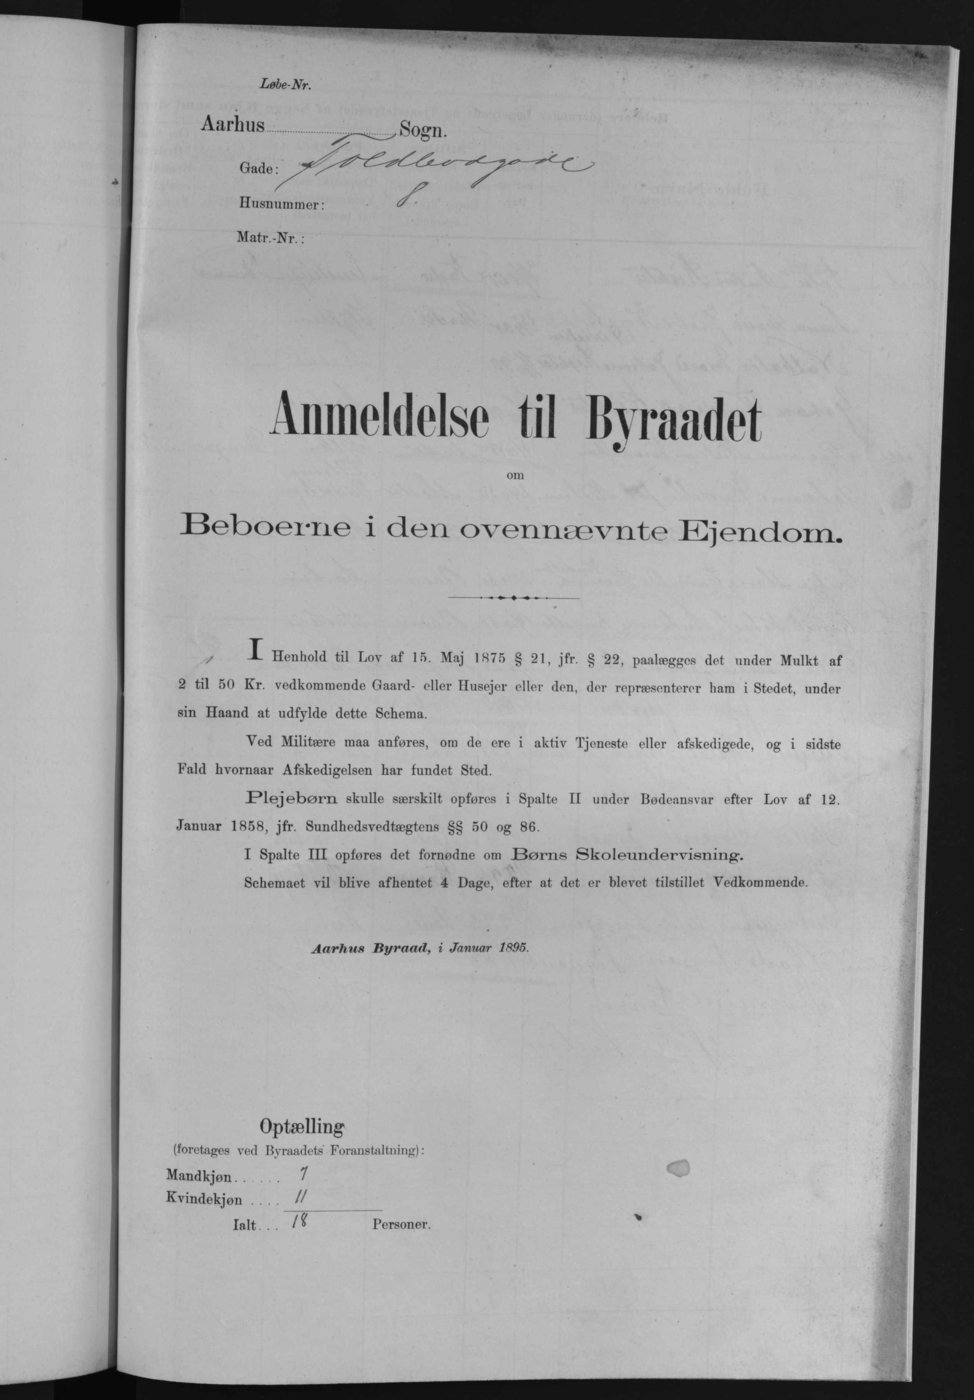 Løbe-Nr.
Aarhus Sogn.
Gade: Toldbodgade
Husnummer: 8.
Matr.-Nr.:
Anmeldelse til Byraadet
om
Beboerne i den ovennævnte Ejendom.
I Henhold til Lov af 15. Maj 1875 § 21, jfr. § 22, paalægges det under Mulkt af
2 til 50 Kr. vedkommende Gaard- eller Husejer eller den, der repræsenterer ham i Stedet, under
sin Haand at udfylde dette Schema.
Ved Militære maa anføres, om de ere i aktiv Tjeneste eller afskedigede, og i sidste
Fald hvornaar Afskedigelsen har fundet Sted.
Plejebørn skulle særskilt opføres i Spalte II under Bødeansvar efter Lov af 12.
Januar 1858, jfr. Sundhedsvedtægtens §§ 50 og 86.
I Spalte III opføres det fornødne om Børns Skoleundervisning.
Schemaet vil blive afhentet 4 Dage, efter at det er blevet tilstillet Vedkommende.
Aarhus Byraad, i Januar 1895.
Optælling
(foretages ved Byraadets Foranstaltning):
Mandkjøn...... 7
Kvindekjøn .... 11
Ialt... 18 Personer.